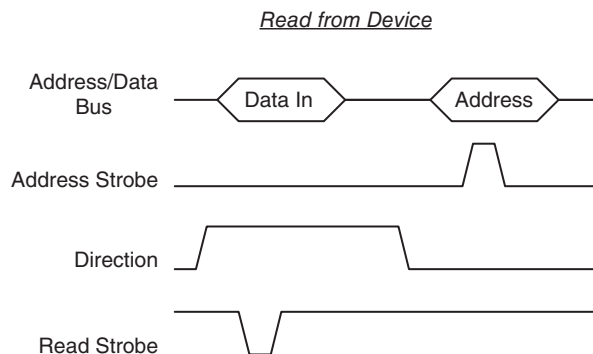 Read from Device
Address/Data
Bus
Data In
Address
Address Strobe
Direction
Read Strobe